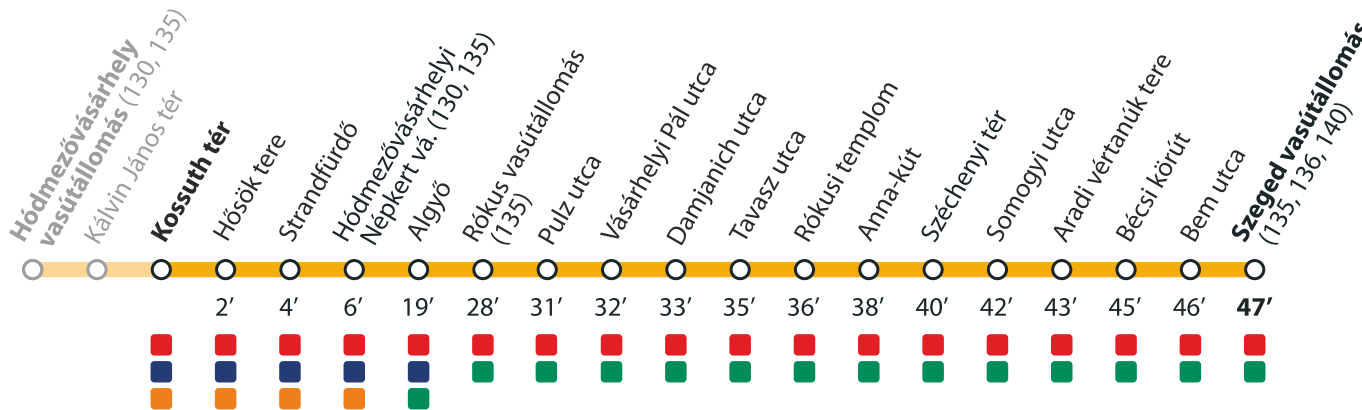 Hódmezővásárhely
vasútállomás (130, 135)
Kálvin János tér
Kossuth tér
Hősök tere
Strandfürdő
Hódmezővásárhelyi
Népkert vá. (130, 135)
Algyő
Rókus vasútállomás
(135)
Pulz utca
Vásárhelyi Pál utca
Damjanich utca
Tavasz utca
Rókusi templom
Anna-kút
Széchenyi tér
Somogyi utca
Aradi vértanúk tere
Bécsi körút
Bem utca
Szeged vasútállomás
(135, 136, 140)
2′ 4′ 6′ 19′ 28′ 31′ 32′ 33′ 35′ 36′ 38′ 40′ 42′ 43′ 45′ 46′ 47′